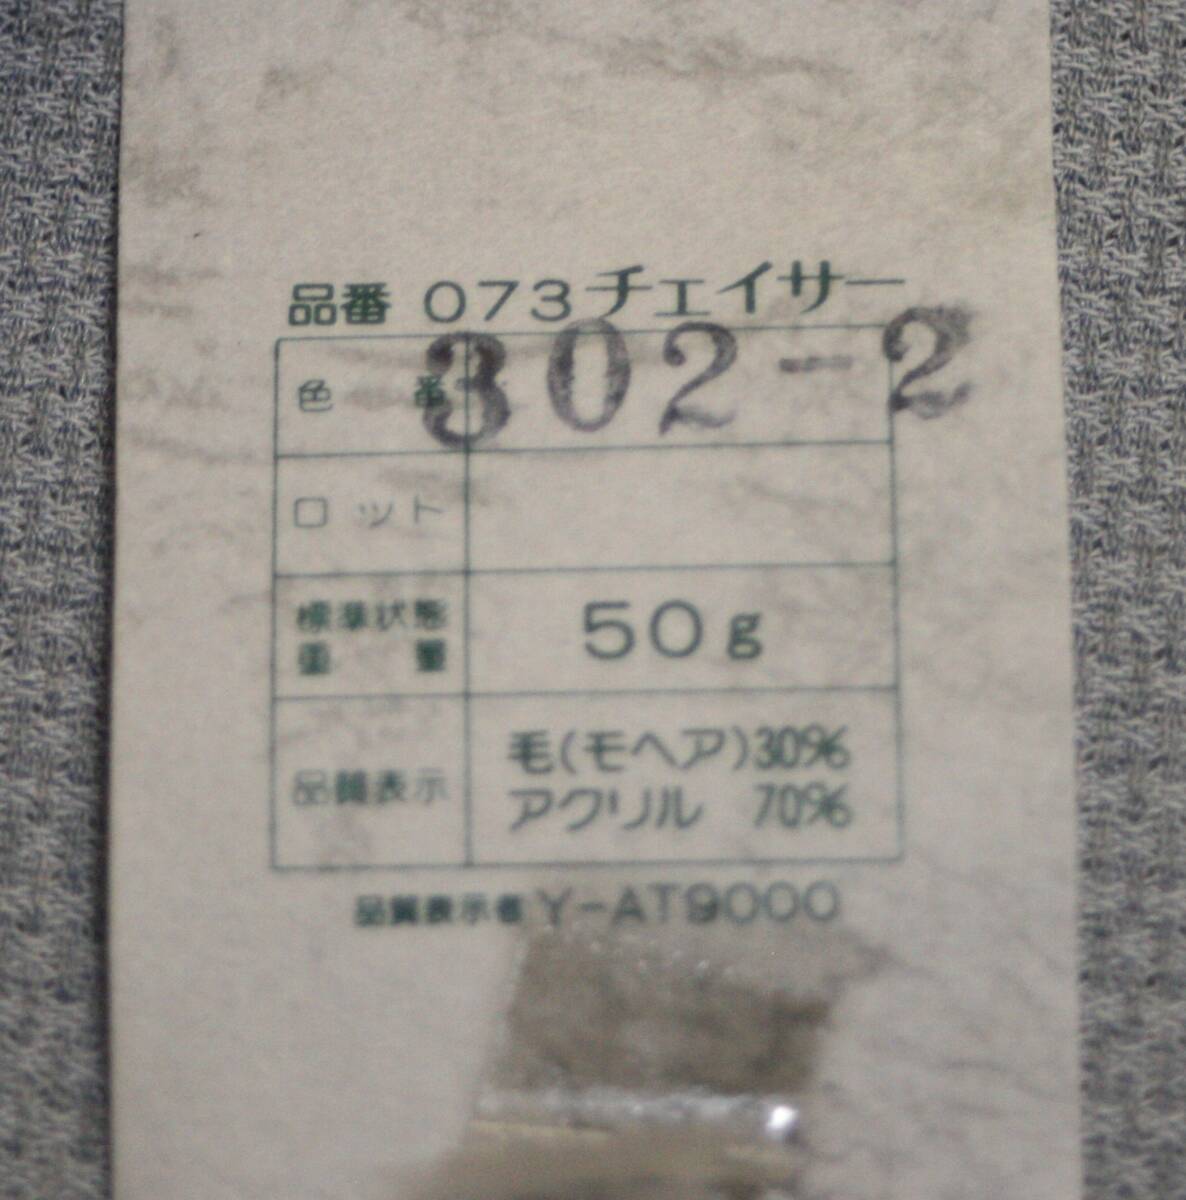 品番 073チェイサー
色番 302-2
ロット
標準状態 50g
重量
品質表示 毛(モヘア)30%
アクリル 70%
品質表示者 Y-AT9000